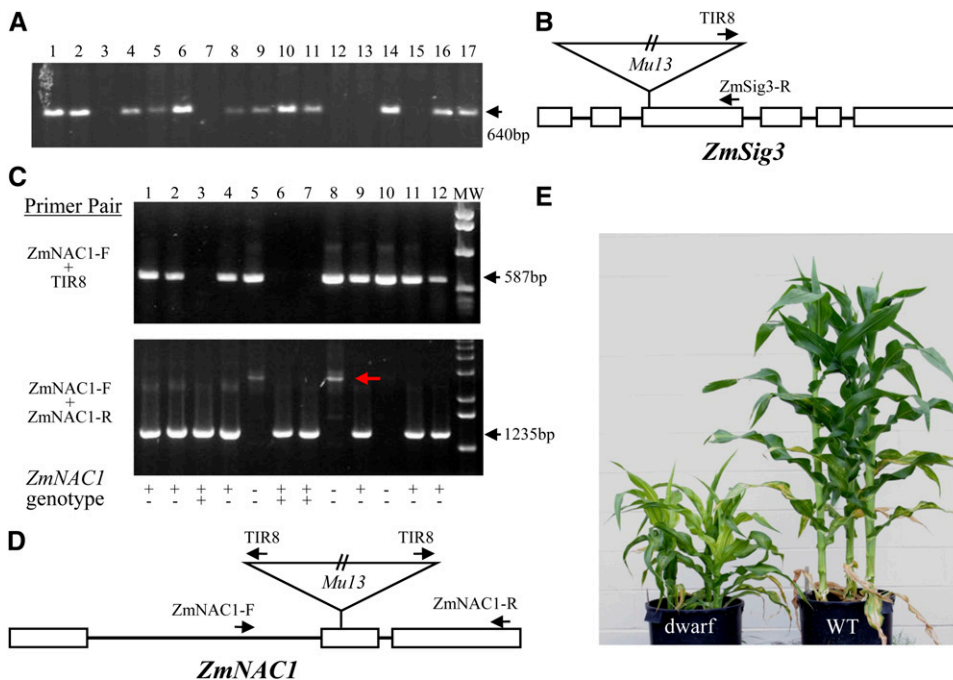 A
1 2 3 4 5 6 7 8 9 10 11 12 13 14 15 16 17
640bp
B
TIR8
Mu13
ZmSig3-R
ZmSig3
C
1 2 3 4 5 6 7 8 9 10 11 12 MW
Primer Pair
ZmNAC1-F
+
TIR8
587bp
ZmNAC1-F
+
ZmNAC1-R
1235bp
ZmNAC1
genotype
+ + + + - + + - + - + +
- - + - - + + - - - - -
D
TIR8 TIR8
Mu13
ZmNAC1-F
ZmNAC1-R
ZmNAC1
E
dwarf
WT